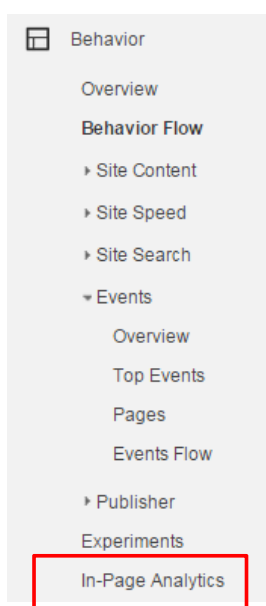 Behavior
Overview
Behavior Flow
Site Content
Site Speed
Site Search
Events
Overview
Top Events
Pages
Events Flow
Publisher
Experiments
In-Page Analytics